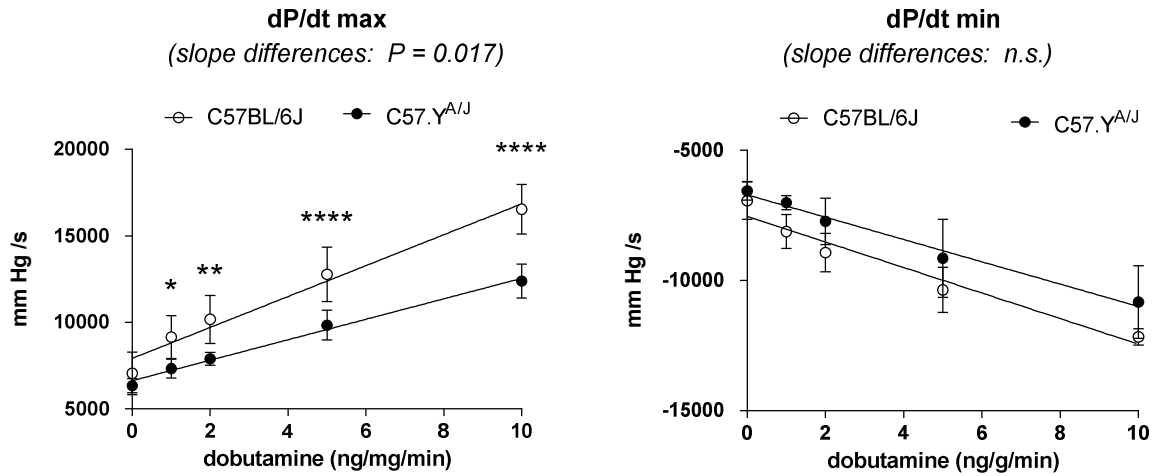 dP/dt max
(slope differences: P = 0.017)
C57BL/6J
C57.Y^A/J
20000
15000
10000
5000
mm Hg /s
*
**
****
****
0 2 4 6 8 10
dobutamine (ng/mg/min)
dP/dt min
(slope differences: n.s.)
C57BL/6J
C57.Y^A/J
-5000
-10000
-15000
mm Hg /s
0 2 4 6 8 10
dobutamine (ng/g/min)